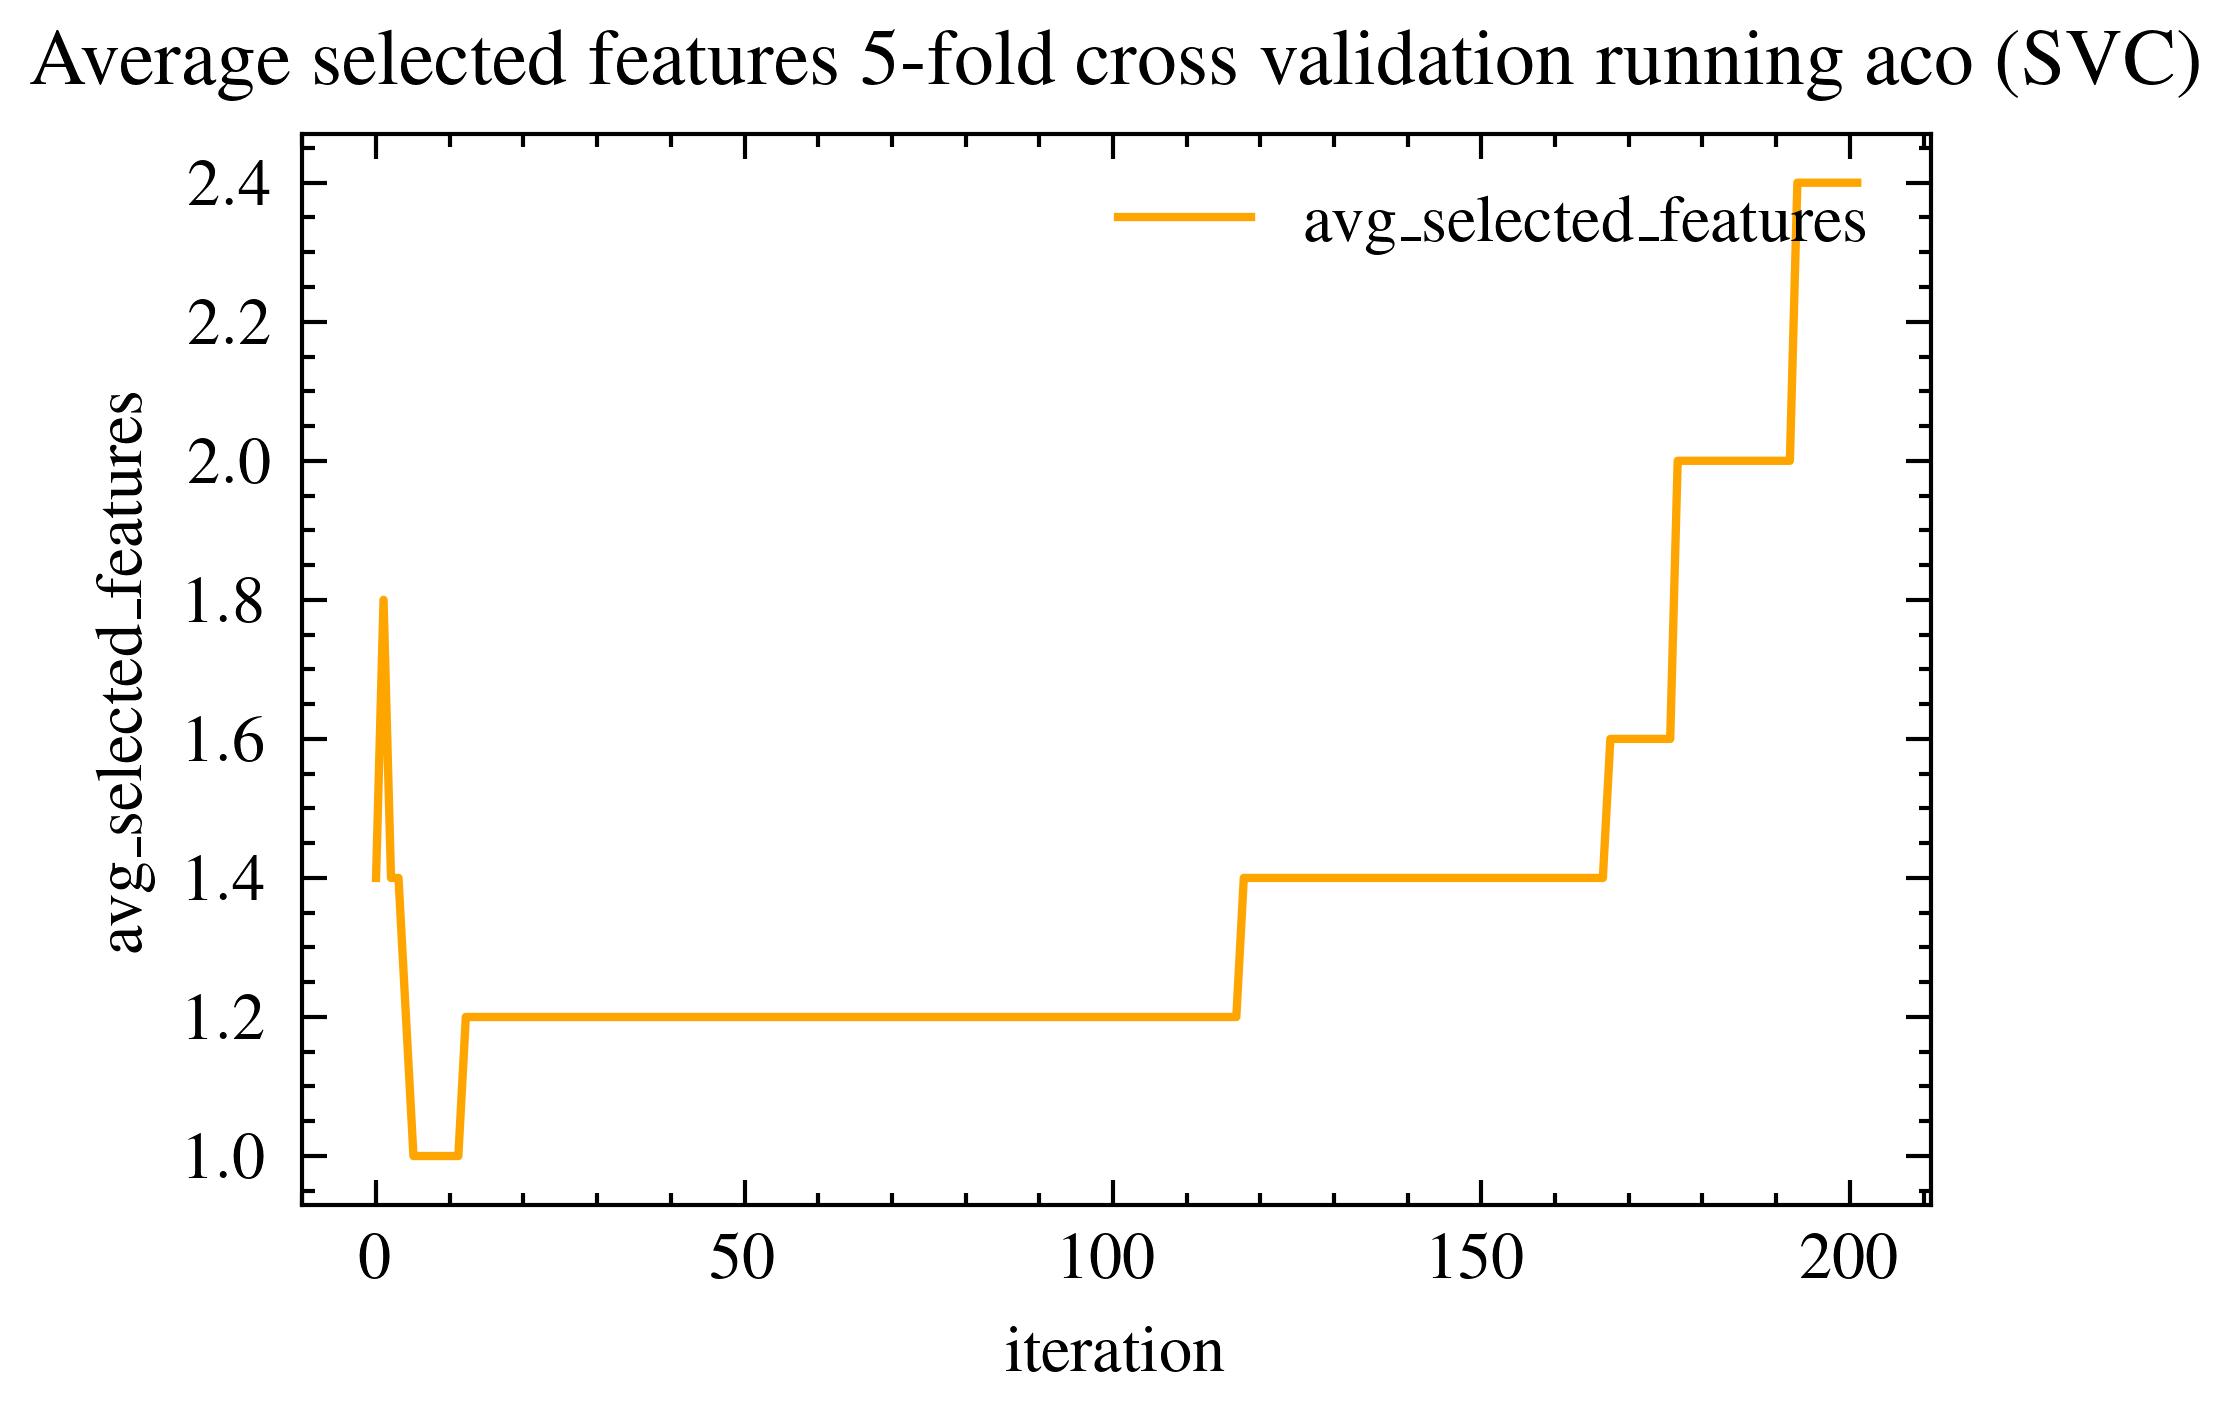 Average selected features 5-fold cross validation running aco (SVC)
avg_selected_features
2.4
2.2
2.0
1.8
1.6
1.4
1.2
1.0
avg_selected_features
0 50 100 150 200
iteration